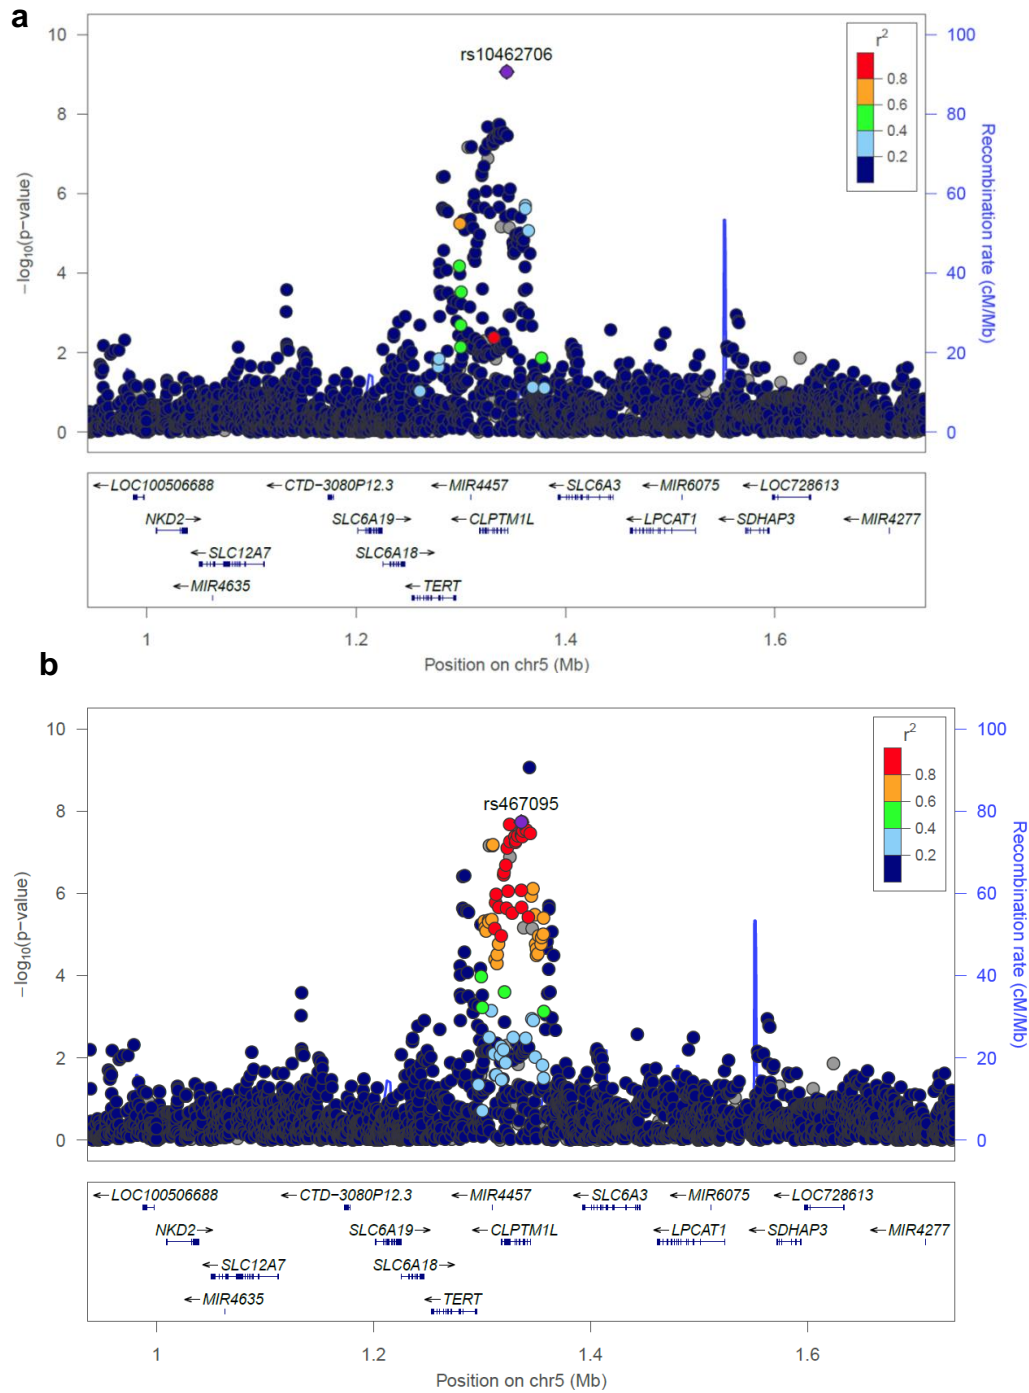 a
rs10462706
r2
0.8
0.6
0.4
0.2
10
8
6
4
2
0
−log10(p−value)
100
80
60
40
20
0
Recombination rate (cM/Mb)
←LOC100506688 ←CTD−3080P12.3 ←MIR4457 ←SLC6A3 ←MIR6075 ←LOC728613
NKD2→ SLC6A19→ ←CLPTM1L ←LPCAT1 ←SDHAP3 ←MIR4277
←SLC12A7 SLC6A18→
←MIR4635 ←TERT
1 1.2 1.4 1.6
Position on chr5 (Mb)
b
rs467095
r2
0.8
0.6
0.4
0.2
10
8
6
4
2
0
−log10(p−value)
100
80
60
40
20
0
Recombination rate (cM/Mb)
←LOC100506688 ←CTD−3080P12.3 ←MIR4457 ←SLC6A3 ←MIR6075 ←LOC728613
NKD2→ SLC6A19→ ←CLPTM1L ←LPCAT1 ←SDHAP3 ←MIR4277
←SLC12A7 SLC6A18→
←MIR4635 ←TERT
1 1.2 1.4 1.6
Position on chr5 (Mb)